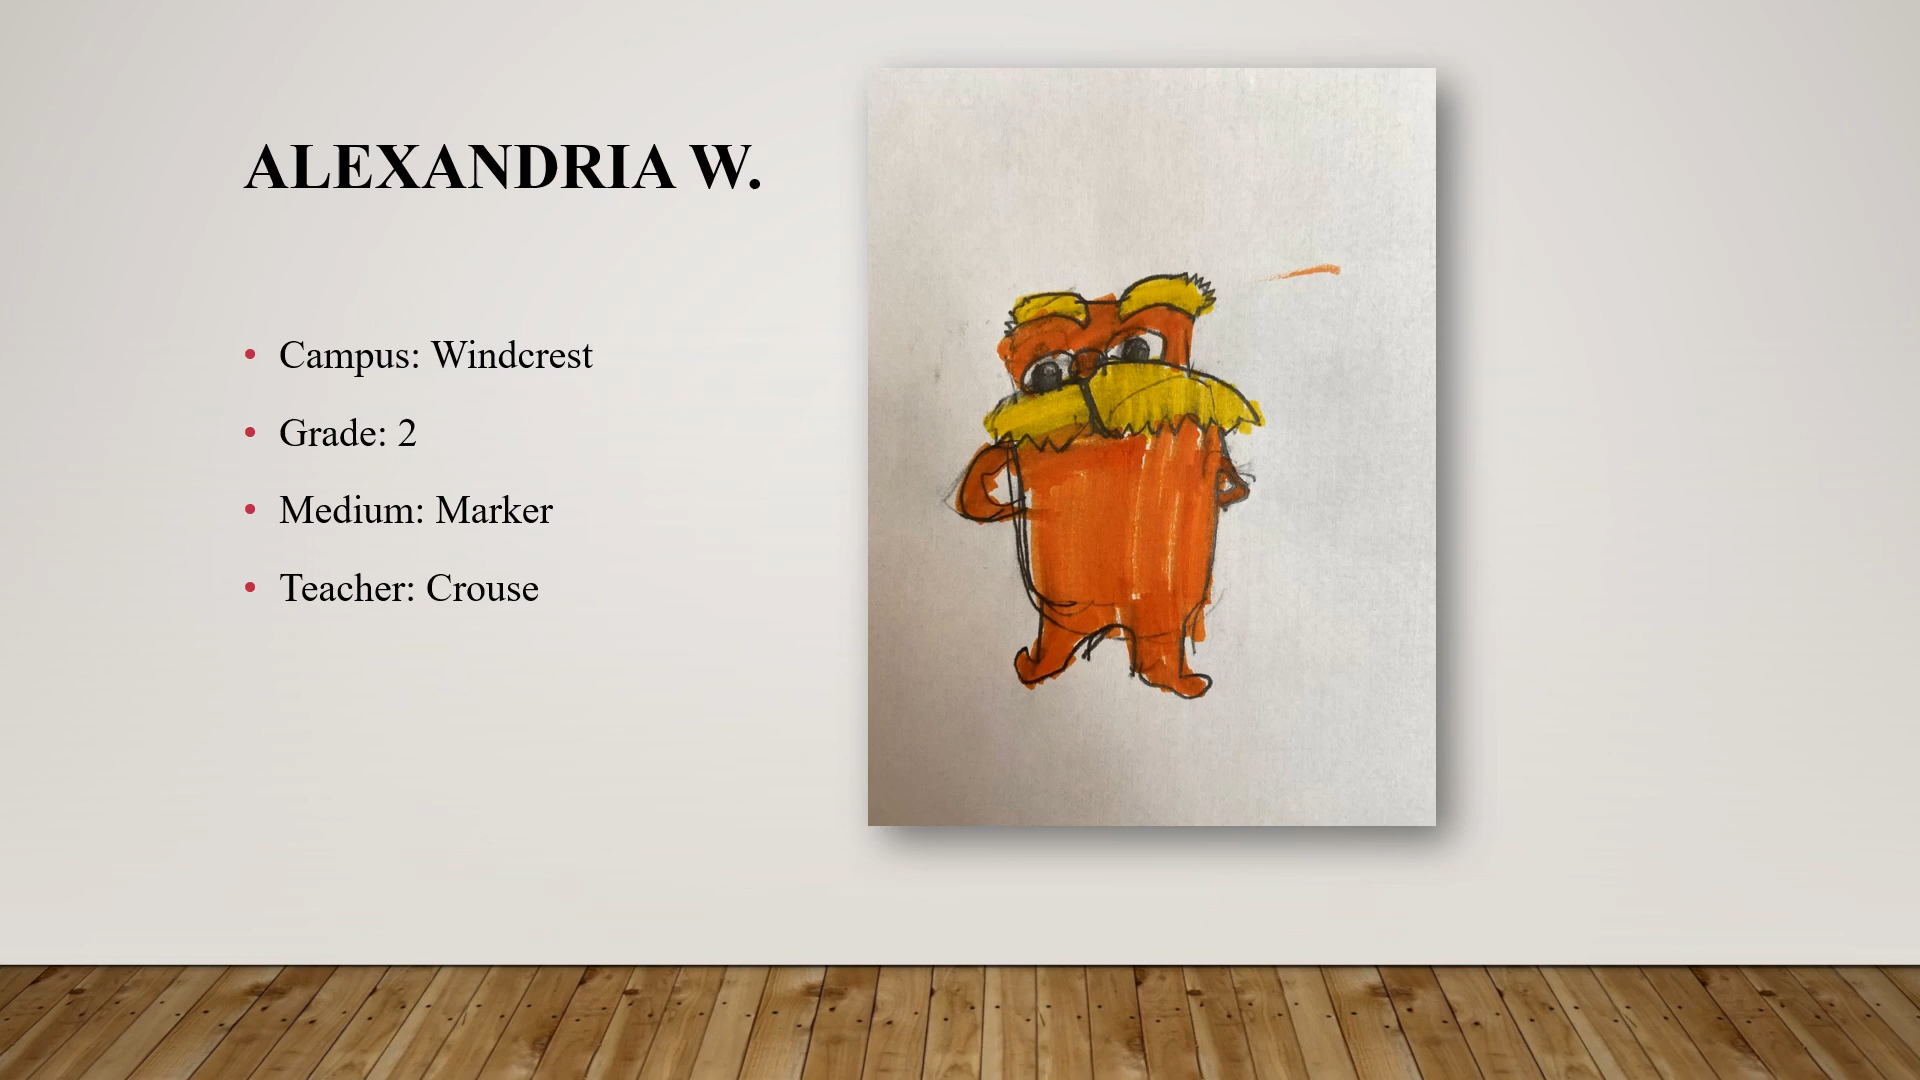 ALEXANDRIA W.
Campus: Windcrest
Grade: 2
Medium: Marker
Teacher: Crouse